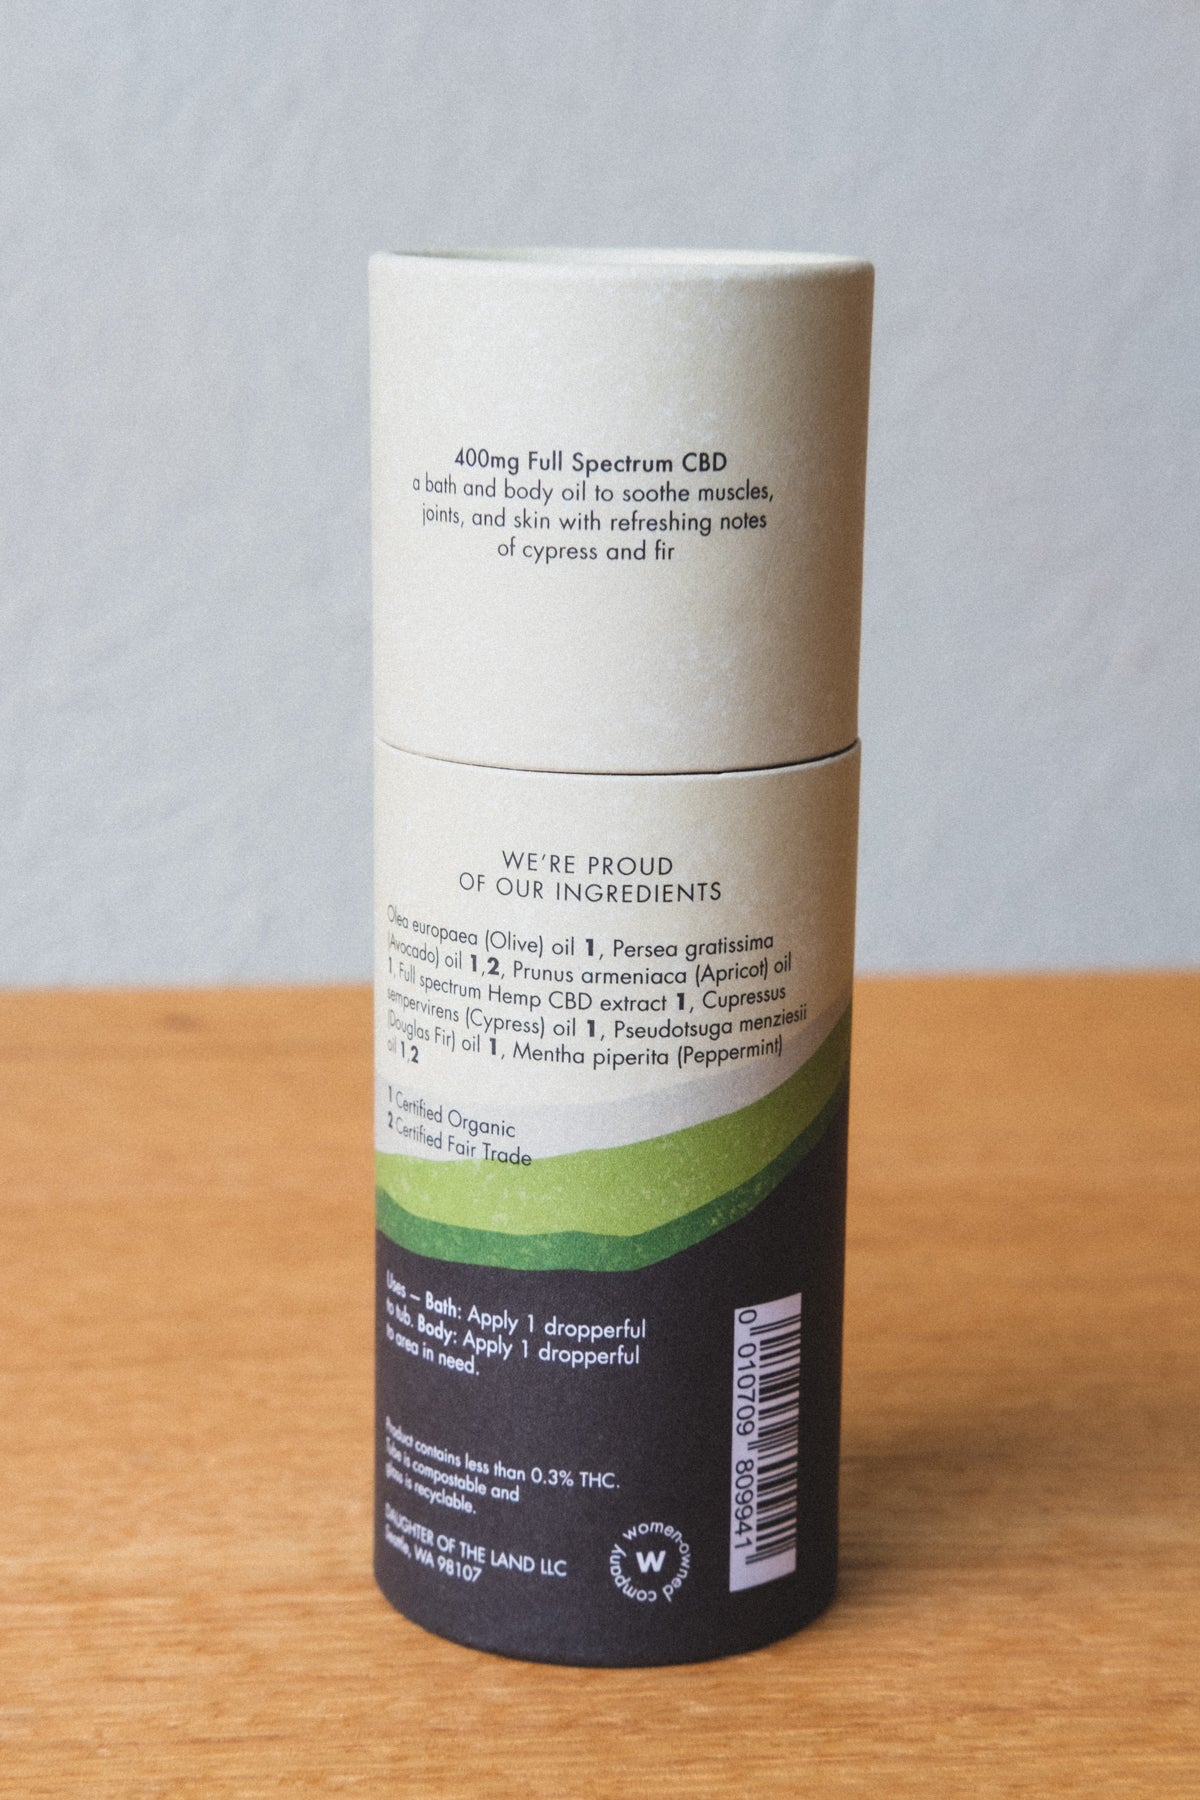 400mg Full Spectrum CBD
a bath and body oil to soothe muscles,
joints, and skin with refreshing notes
of cypress and fir
WE'RE PROUD
OF OUR INGREDIENTS
Olea europaea (Olive) oil 1, Persea gratissima
(Avocado) oil 1,2, Prunus armeniaca (Apricot) oil
1, Full spectrum Hemp CBD extract 1, Cupressus
sempervirens (Cypress) oil 1, Pseudotsuga menziesii
(Douglas Fir) oil 1, Mentha piperita (Peppermint)
oil 1,2
1 Certified Organic
2 Certified Fair Trade
Uses – Bath: Apply 1 dropperful
to tub. Body: Apply 1 dropperful
to area in need.
Product contains less than 0.3% THC.
Tube is compostable and
glass is recyclable.
DAUGHTER OF THE LAND LLC
Seattle, WA 98107
women-owned company
W
0 010709 809941